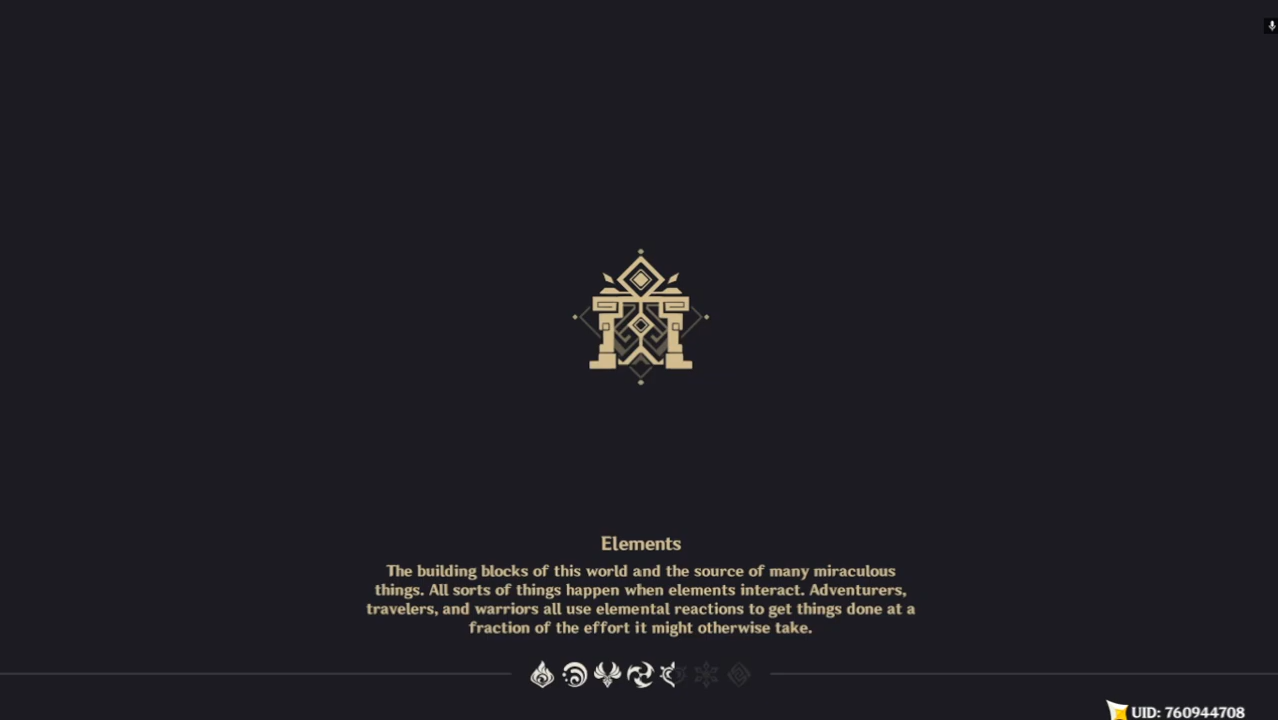 Elements
The building blocks of this world and the source of many miraculous
things. All sorts of things happen when elements interact. Adventurers,
travelers, and warriors all use elemental reactions to get things done at a
fraction of the effort it might otherwise take.
UID: 760944708